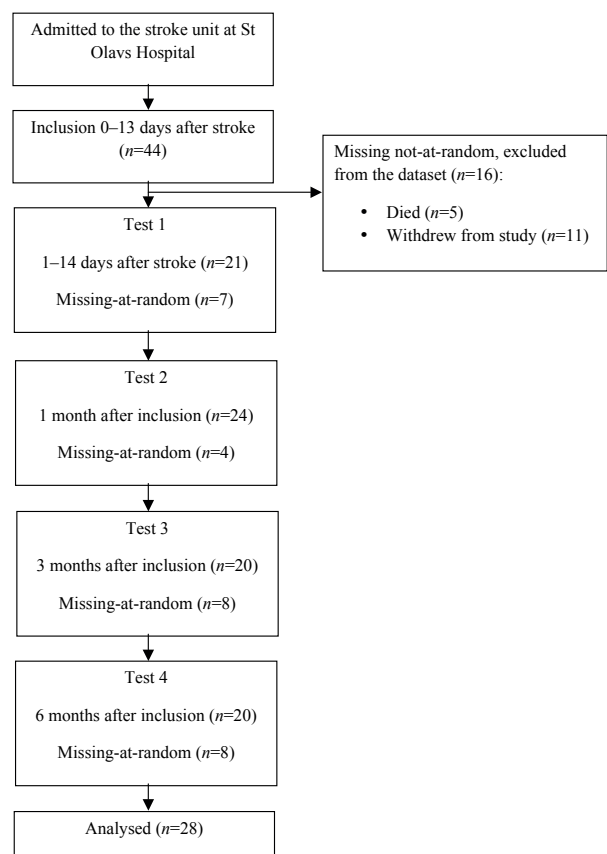 Admitted to the stroke unit at St
Olavs Hospital
Inclusion 0–13 days after stroke
(n=44)
Missing not-at-random, excluded
from the dataset (n=16):
• Died (n=5)
• Withdrew from study (n=11)
Test 1
1–14 days after stroke (n=21)
Missing-at-random (n=7)
Test 2
1 month after inclusion (n=24)
Missing-at-random (n=4)
Test 3
3 months after inclusion (n=20)
Missing-at-random (n=8)
Test 4
6 months after inclusion (n=20)
Missing-at-random (n=8)
Analysed (n=28)